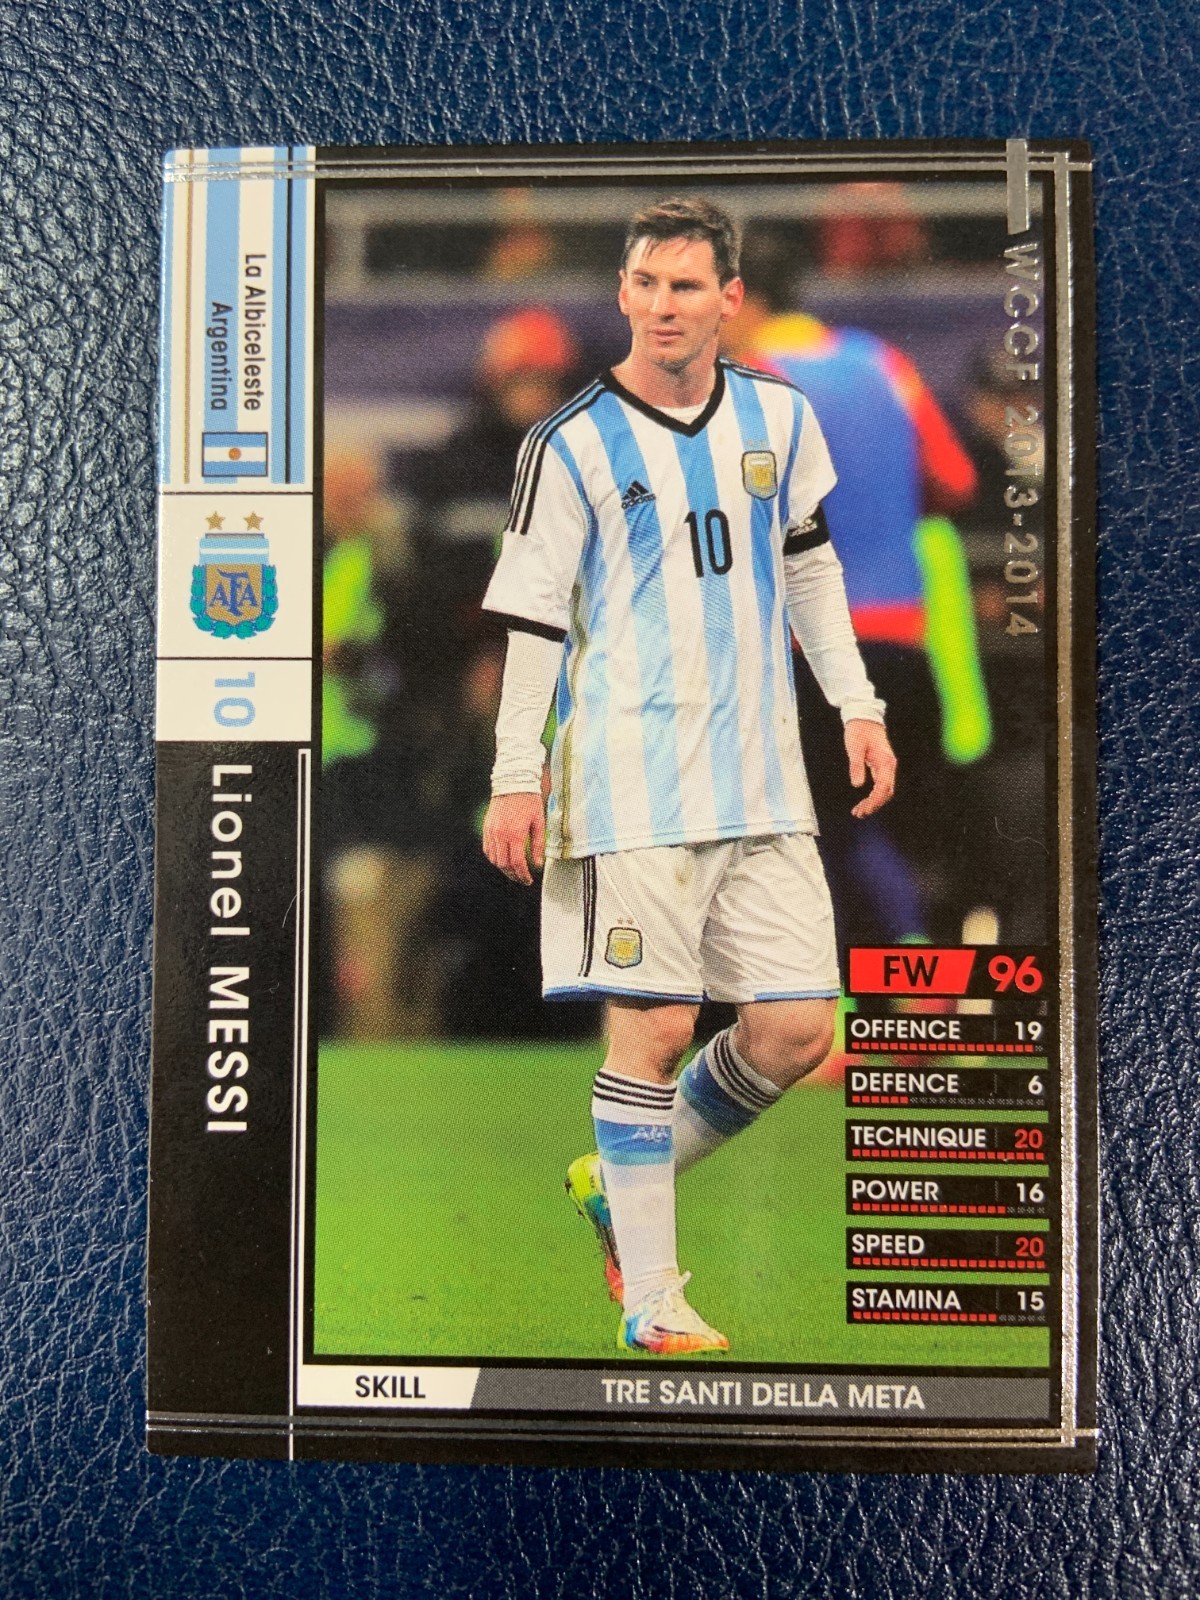 La Albiceleste
Argentina
AFA
10
Lionel MESSI
WCCF 2013-2014
adidas
10
FW 96
OFFENCE 19
DEFENCE 6
TECHNIQUE 20
POWER 16
SPEED 20
STAMINA 15
AFA
SKILL TRE SANTI DELLA META